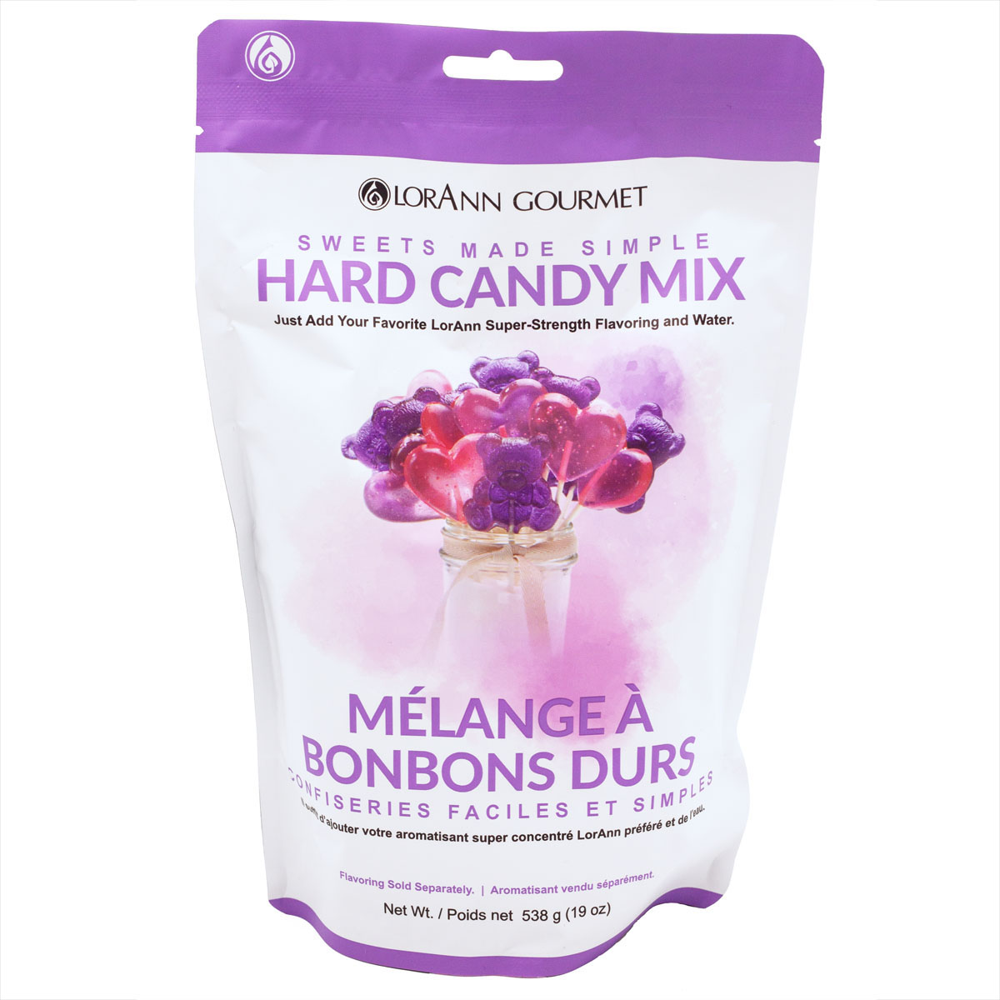 LORANN GOURMET
SWEETS MADE SIMPLE
HARD CANDY MIX
Just Add Your Favorite LorAnn Super-Strength Flavoring and Water.
MÉLANGE À
BONBONS DURS
CONFISERIES FACILES ET SIMPLES
Il suffit d'ajouter votre aromatisant super concentré LorAnn préféré et de l'eau.
Flavoring Sold Separately. | Aromatisant vendu séparément.
Net Wt. / Poids net 538 g (19 oz)